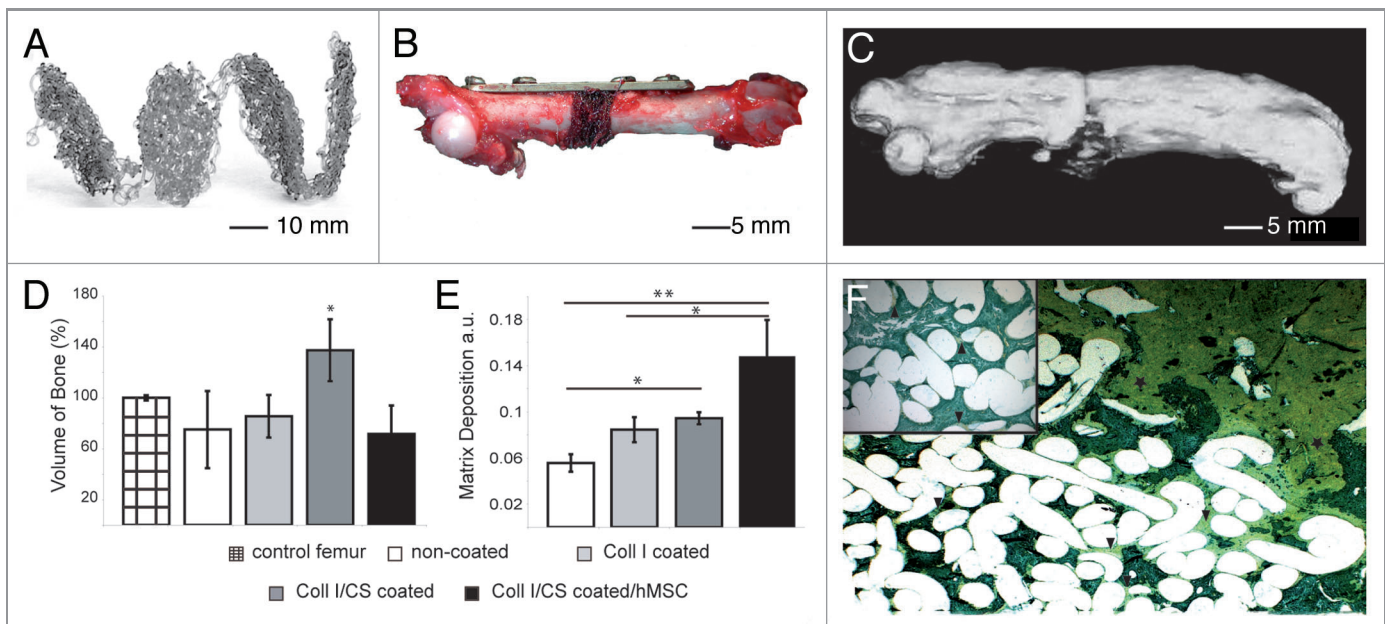 A
10 mm
B
5 mm
C
5 mm
D
Volume of Bone (%)
180
140
100
60
20
*
E
Matrix Deposition a.u.
0.18
0.14
0.1
0.06
0.02
**
*
*
control femur
non-coated
Coll I coated
Coll I/CS coated
Coll I/CS coated/hMSC
F